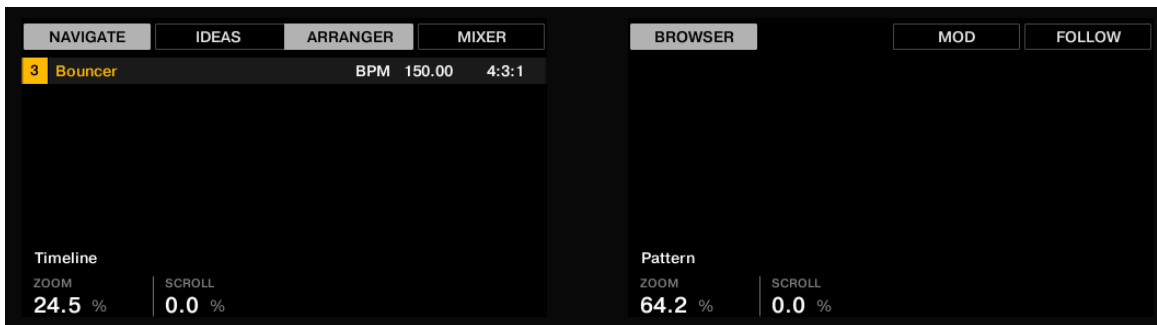 NAVIGATE IDEAS ARRANGER MIXER
3 Bouncer BPM 150.00 4:3:1
Timeline
ZOOM SCROLL
24.5 % 0.0 %
BROWSER MOD FOLLOW
Pattern
ZOOM SCROLL
64.2 % 0.0 %